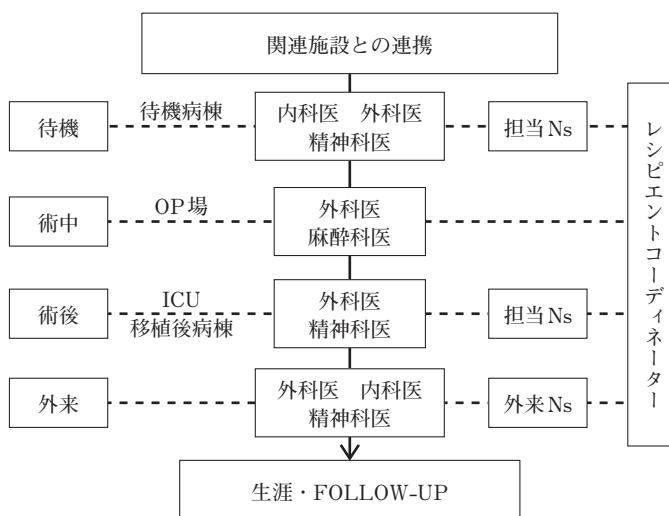 関連施設との連携
待機
待機病棟
内科医　外科医
精神科医
担当Ns
術中
OP場
外科医
麻酔科医
術後
ICU
移植後病棟
外科医
精神科医
担当Ns
外来
外科医　内科医
精神科医
外来Ns
レシピエントコーディネーター
生涯・FOLLOW-UP